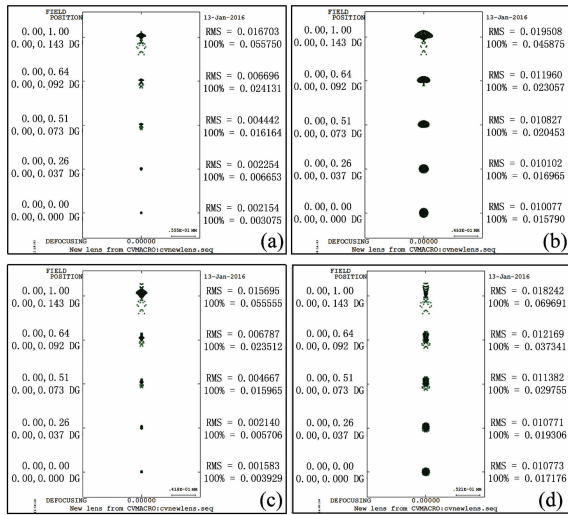 FIELD
POSITION
13-Jan-2016
0.00, 1.00
0.00, 0.143 DG
RMS = 0.016703
100% = 0.055750
0.00, 0.64
0.00, 0.092 DG
RMS = 0.006696
100% = 0.024131
0.00, 0.51
0.00, 0.073 DG
RMS = 0.004442
100% = 0.016164
0.00, 0.26
0.00, 0.037 DG
RMS = 0.002254
100% = 0.006653
0.00, 0.00
0.00, 0.000 DG
RMS = 0.002154
100% = 0.003075
.555E-01 MM
(a)
DEFOCUSING 0.00000
New lens from CVMACRO:cvnewlens.seq
FIELD
POSITION
13-Jan-2016
0.00, 1.00
0.00, 0.143 DG
RMS = 0.019508
100% = 0.045875
0.00, 0.64
0.00, 0.092 DG
RMS = 0.011960
100% = 0.023057
0.00, 0.51
0.00, 0.073 DG
RMS = 0.010827
100% = 0.020453
0.00, 0.26
0.00, 0.037 DG
RMS = 0.010102
100% = 0.016965
0.00, 0.00
0.00, 0.000 DG
RMS = 0.010077
100% = 0.015790
(b)
DEFOCUSING 0.00000
New lens from CVMACRO:cvnewlens.seq
FIELD
POSITION
13-Jan-2016
0.00, 1.00
0.00, 0.143 DG
RMS = 0.015695
100% = 0.055555
0.00, 0.64
0.00, 0.092 DG
RMS = 0.006787
100% = 0.023512
0.00, 0.51
0.00, 0.073 DG
RMS = 0.004667
100% = 0.015965
0.00, 0.26
0.00, 0.037 DG
RMS = 0.002140
100% = 0.005706
0.00, 0.00
0.00, 0.000 DG
RMS = 0.001583
100% = 0.003929
(c)
DEFOCUSING 0.00000
New lens from CVMACRO:cvnewlens.seq
FIELD
POSITION
13-Jan-2016
0.00, 1.00
0.00, 0.143 DG
RMS = 0.018242
100% = 0.069691
0.00, 0.64
0.00, 0.092 DG
RMS = 0.012169
100% = 0.037341
0.00, 0.51
0.00, 0.073 DG
RMS = 0.011382
100% = 0.029755
0.00, 0.26
0.00, 0.037 DG
RMS = 0.010771
100% = 0.019306
0.00, 0.00
0.00, 0.000 DG
RMS = 0.010773
100% = 0.017176
(d)
DEFOCUSING 0.00000
New lens from CVMACRO:cvnewlens.seq